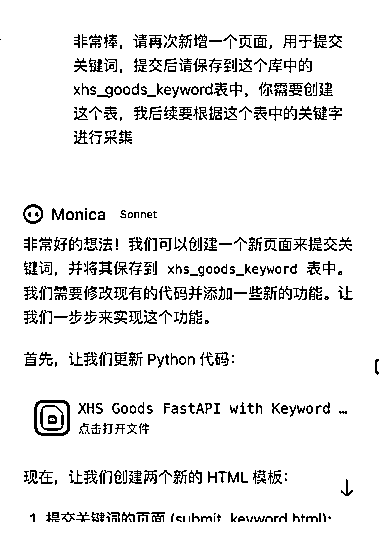 非常棒，请再次新增一个页面，用于提交
关键词，提交后请保存到这个库中的
xhs_goods_keyword表中，你需要创建
这个表，我后续要根据这个表中的关键字
进行采集
Monica Sonnet
非常好的想法！我们可以创建一个新页面来提交关
键词，并将其保存到 xhs_goods_keyword 表中。
我们需要修改现有的代码并添加一些新的功能。让
我们一步步来实现这个功能。
首先，让我们更新 Python 代码：
XHS Goods FastAPI with Keyword …
点击打开文件
现在，让我们创建两个新的 HTML 模板：
1. 提交关键词的页面 (submit_keyword.html):